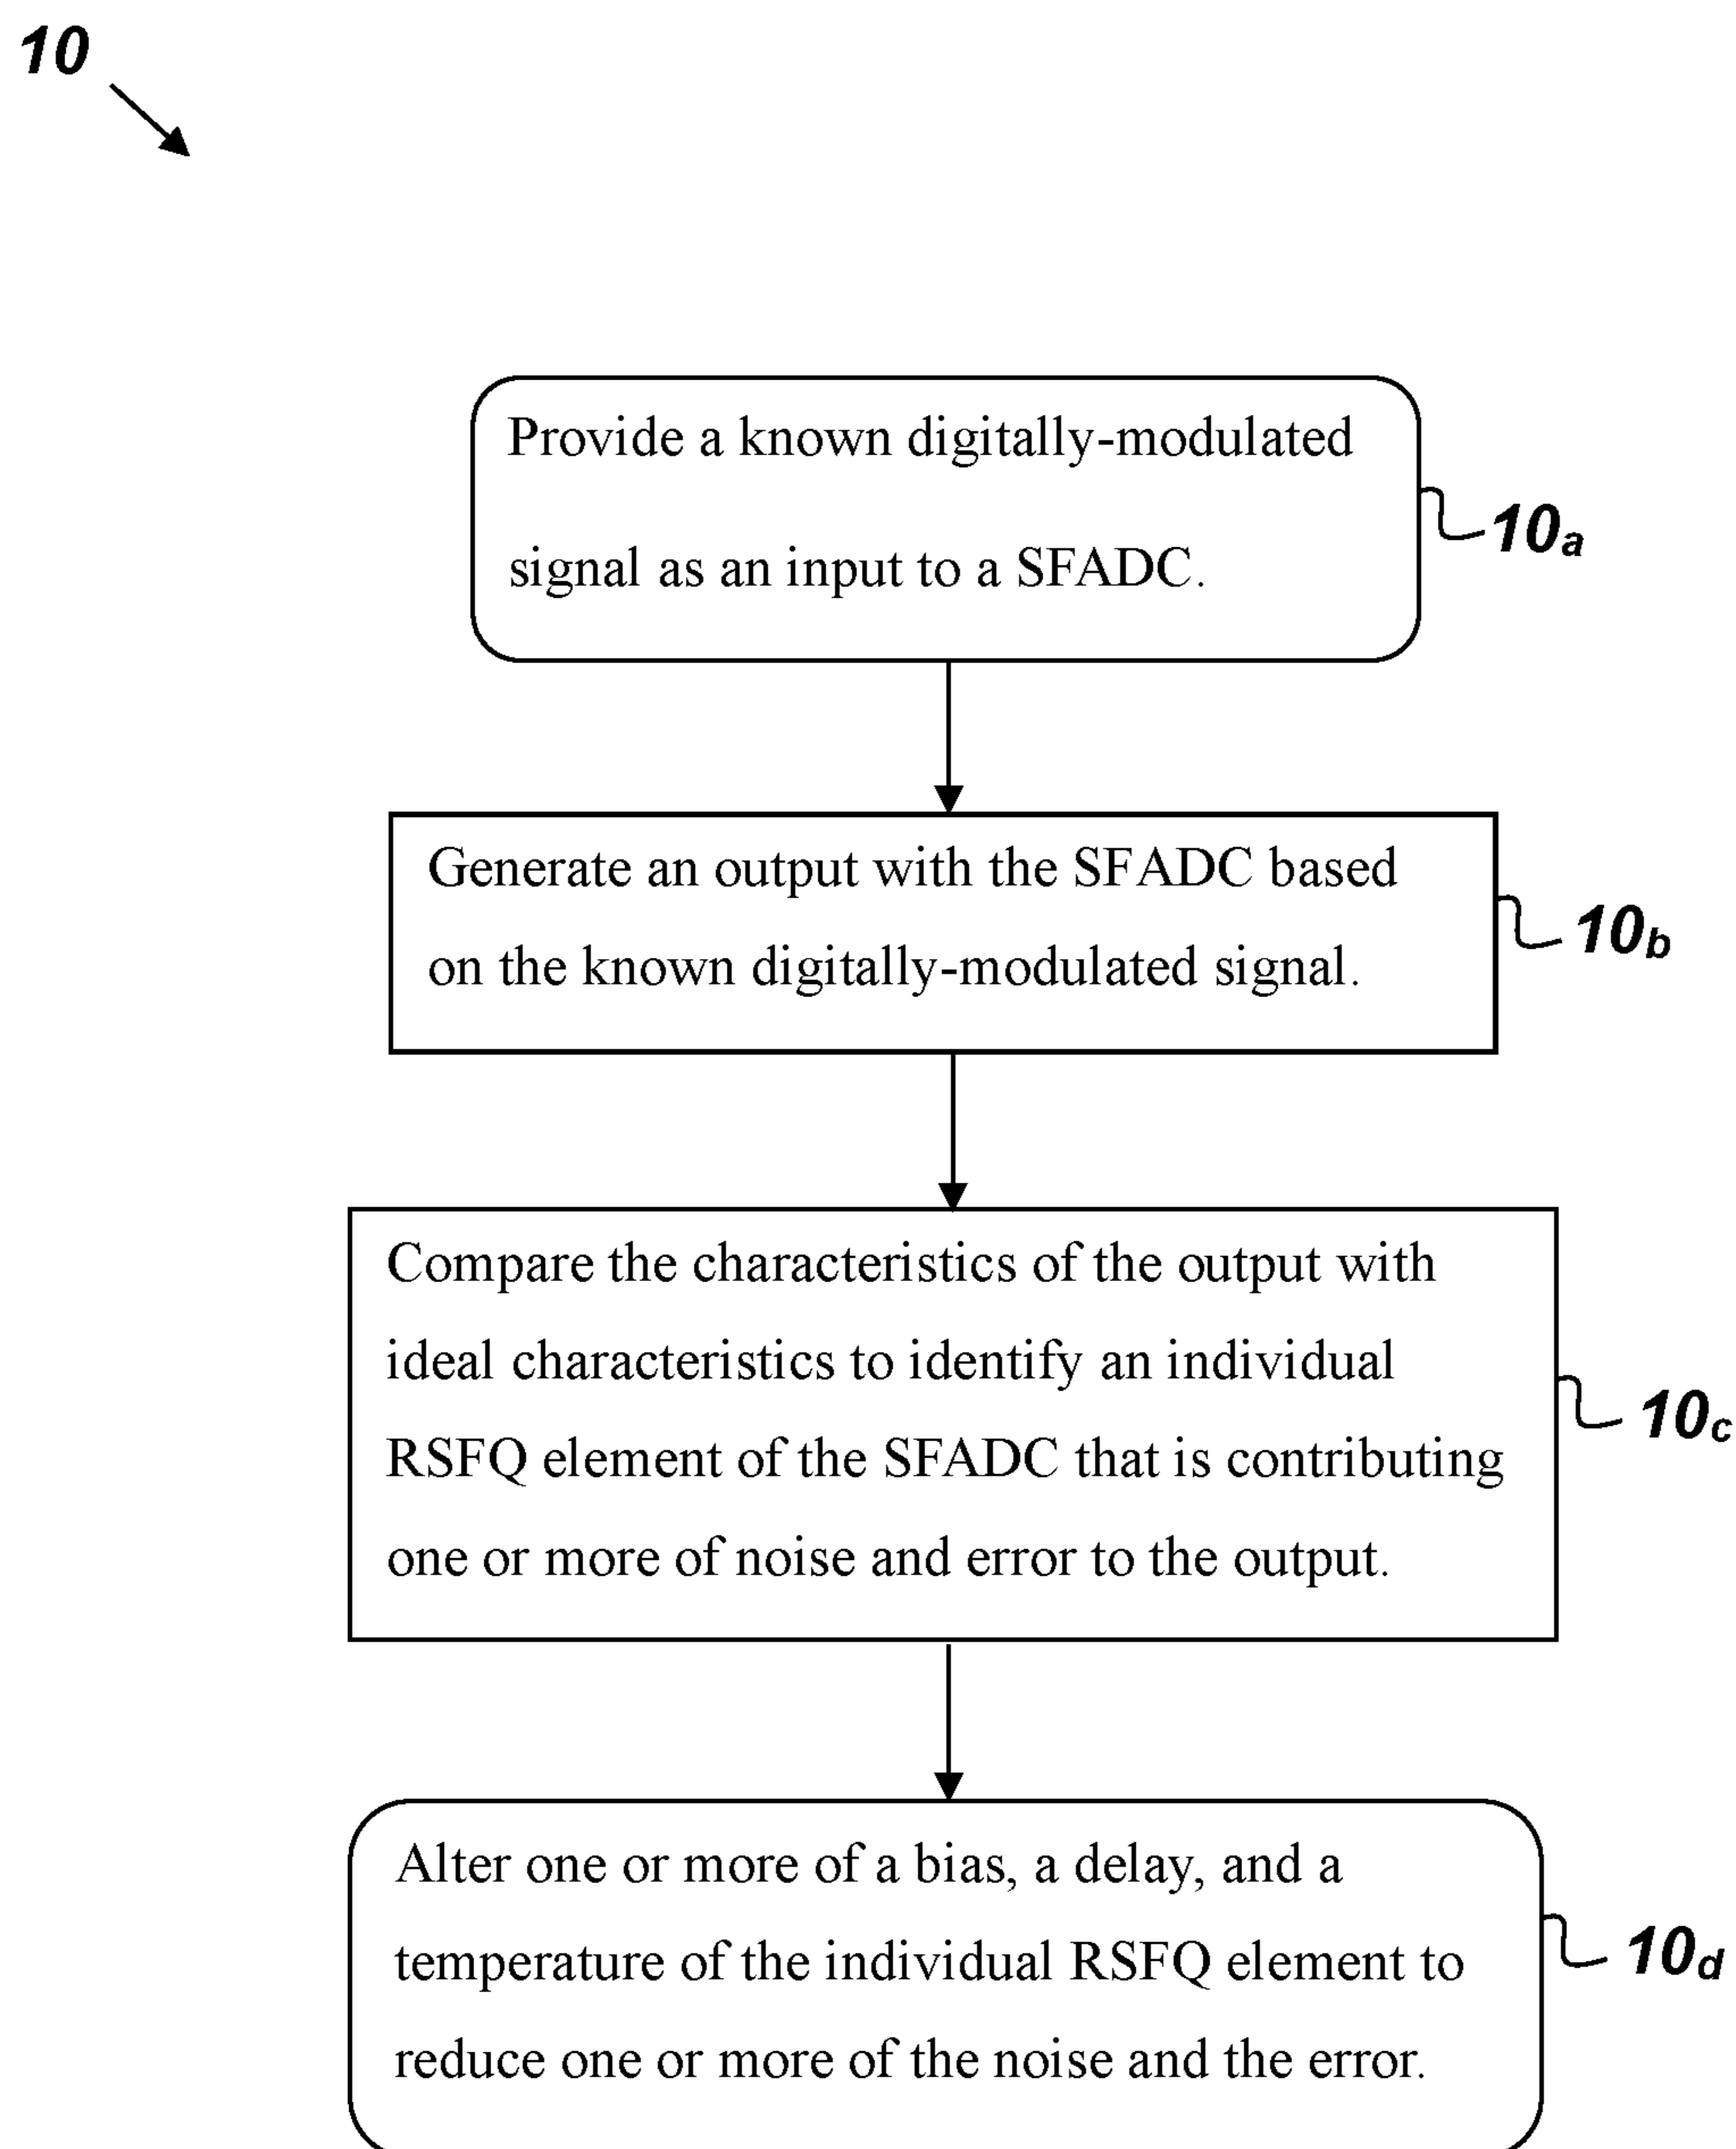 10
Provide a known digitally-modulated
signal as an input to a SFADC.
10a
Generate an output with the SFADC based
on the known digitally-modulated signal.
10b
Compare the characteristics of the output with
ideal characteristics to identify an individual
RSFQ element of the SFADC that is contributing
one or more of noise and error to the output.
10c
Alter one or more of a bias, a delay, and a
temperature of the individual RSFQ element to
reduce one or more of the noise and the error.
10d